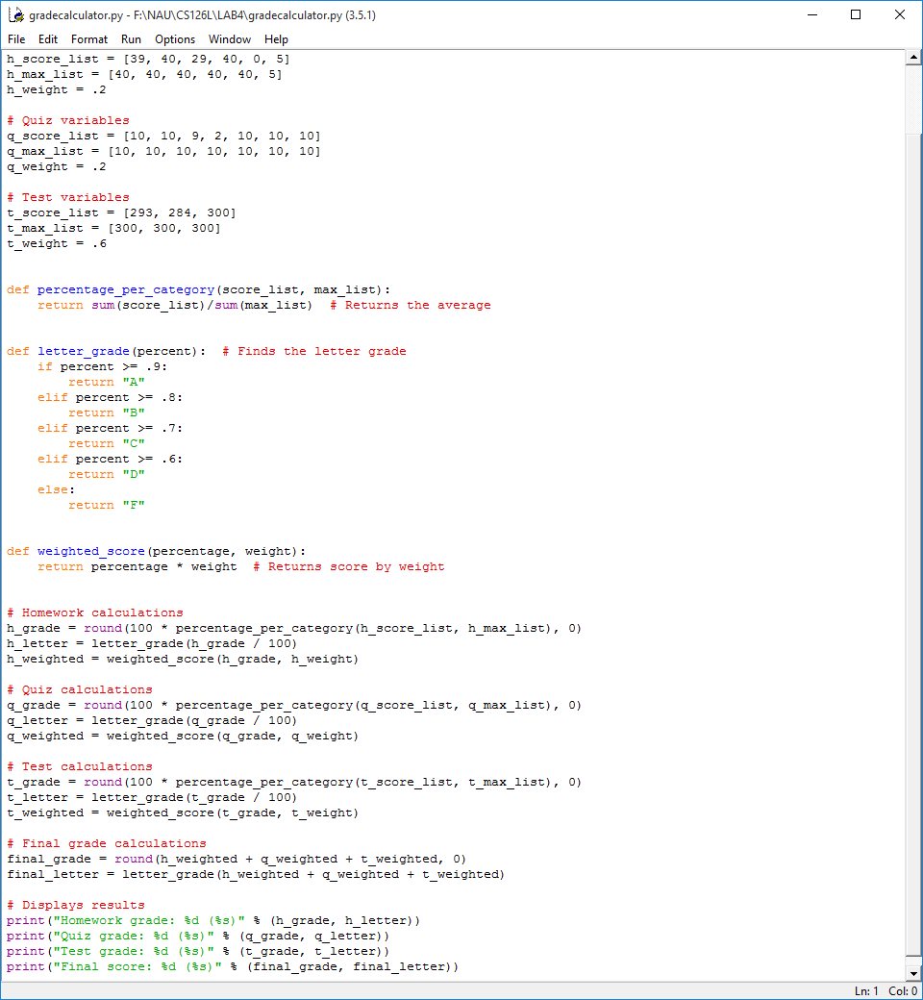 gradecalculator.py - F:\NAU\CS126L\LAB4\gradecalculator.py (3.5.1)
File Edit Format Run Options Window Help
h_score_list = [39, 40, 29, 40, 0, 5]
h_max_list = [40, 40, 40, 40, 40, 5]
h_weight = .2

# Quiz variables
q_score_list = [10, 10, 9, 2, 10, 10, 10]
q_max_list = [10, 10, 10, 10, 10, 10, 10]
q_weight = .2

# Test variables
t_score_list = [293, 284, 300]
t_max_list = [300, 300, 300]
t_weight = .6


def percentage_per_category(score_list, max_list):
    return sum(score_list)/sum(max_list)  # Returns the average


def letter_grade(percent):  # Finds the letter grade
    if percent >= .9:
        return "A"
    elif percent >= .8:
        return "B"
    elif percent >= .7:
        return "C"
    elif percent >= .6:
        return "D"
    else:
        return "F"


def weighted_score(percentage, weight):
    return percentage * weight  # Returns score by weight


# Homework calculations
h_grade = round(100 * percentage_per_category(h_score_list, h_max_list), 0)
h_letter = letter_grade(h_grade / 100)
h_weighted = weighted_score(h_grade, h_weight)

# Quiz calculations
q_grade = round(100 * percentage_per_category(q_score_list, q_max_list), 0)
q_letter = letter_grade(q_grade / 100)
q_weighted = weighted_score(q_grade, q_weight)

# Test calculations
t_grade = round(100 * percentage_per_category(t_score_list, t_max_list), 0)
t_letter = letter_grade(t_grade / 100)
t_weighted = weighted_score(t_grade, t_weight)

# Final grade calculations
final_grade = round(h_weighted + q_weighted + t_weighted, 0)
final_letter = letter_grade(h_weighted + q_weighted + t_weighted)

# Displays results
print("Homework grade: %d (%s)" % (h_grade, h_letter))
print("Quiz grade: %d (%s)" % (q_grade, q_letter))
print("Test grade: %d (%s)" % (t_grade, t_letter))
print("Final score: %d (%s)" % (final_grade, final_letter))
Ln: 1 Col: 0